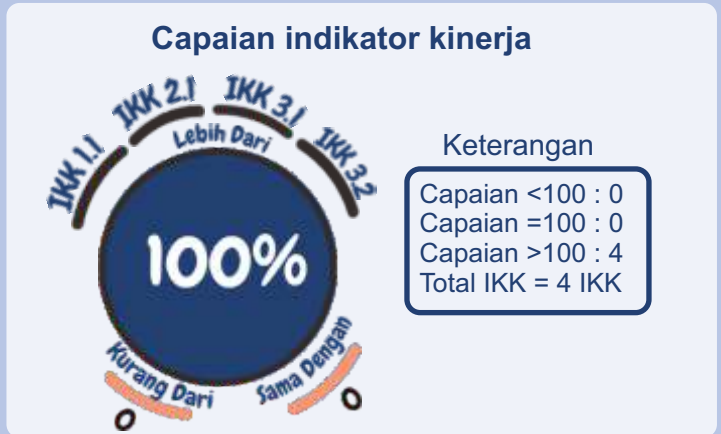 Capaian indikator kinerja
IKK 1.1
IKK 2.1
IKK 3.1
IKK 3.2
Lebih Dari
100%
Kurang Dari
0
Sama Dengan
0
Keterangan
Capaian <100 : 0
Capaian =100 : 0
Capaian >100 : 4
Total IKK = 4 IKK